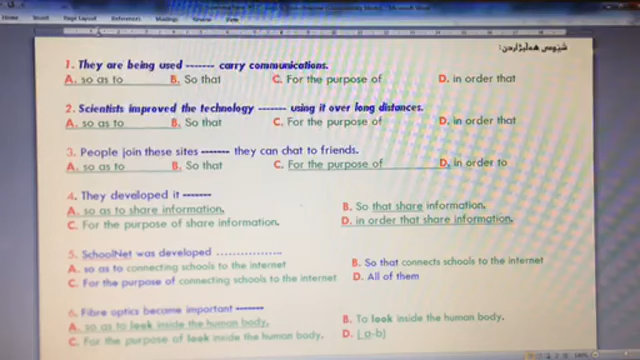 Home Insert Page Layout References Mailings Review View
شێوەی هەڵبژاردن:
1. They are being used ------- carry communications.
A. so as to B. So that C. For the purpose of D. in order that
2. Scientists improved the technology ------- using it over long distances.
A. so as to B. So that C. For the purpose of D. in order that
3. People join these sites ------- they can chat to friends.
A. so as to B. So that C. For the purpose of D. in order to
4. They developed it -------
A. so as to share information. B. So that share information.
C. For the purpose of share information. D. in order that share information.
5. SchoolNet was developed .................
A. so as to connecting schools to the internet B. So that connects schools to the internet
C. For the purpose of connecting schools to the internet D. All of them
6. Fibre optics become important -------
A. so as to look inside the human body. B. To look inside the human body.
C. For the purpose of look inside the human body. D. (a-b)